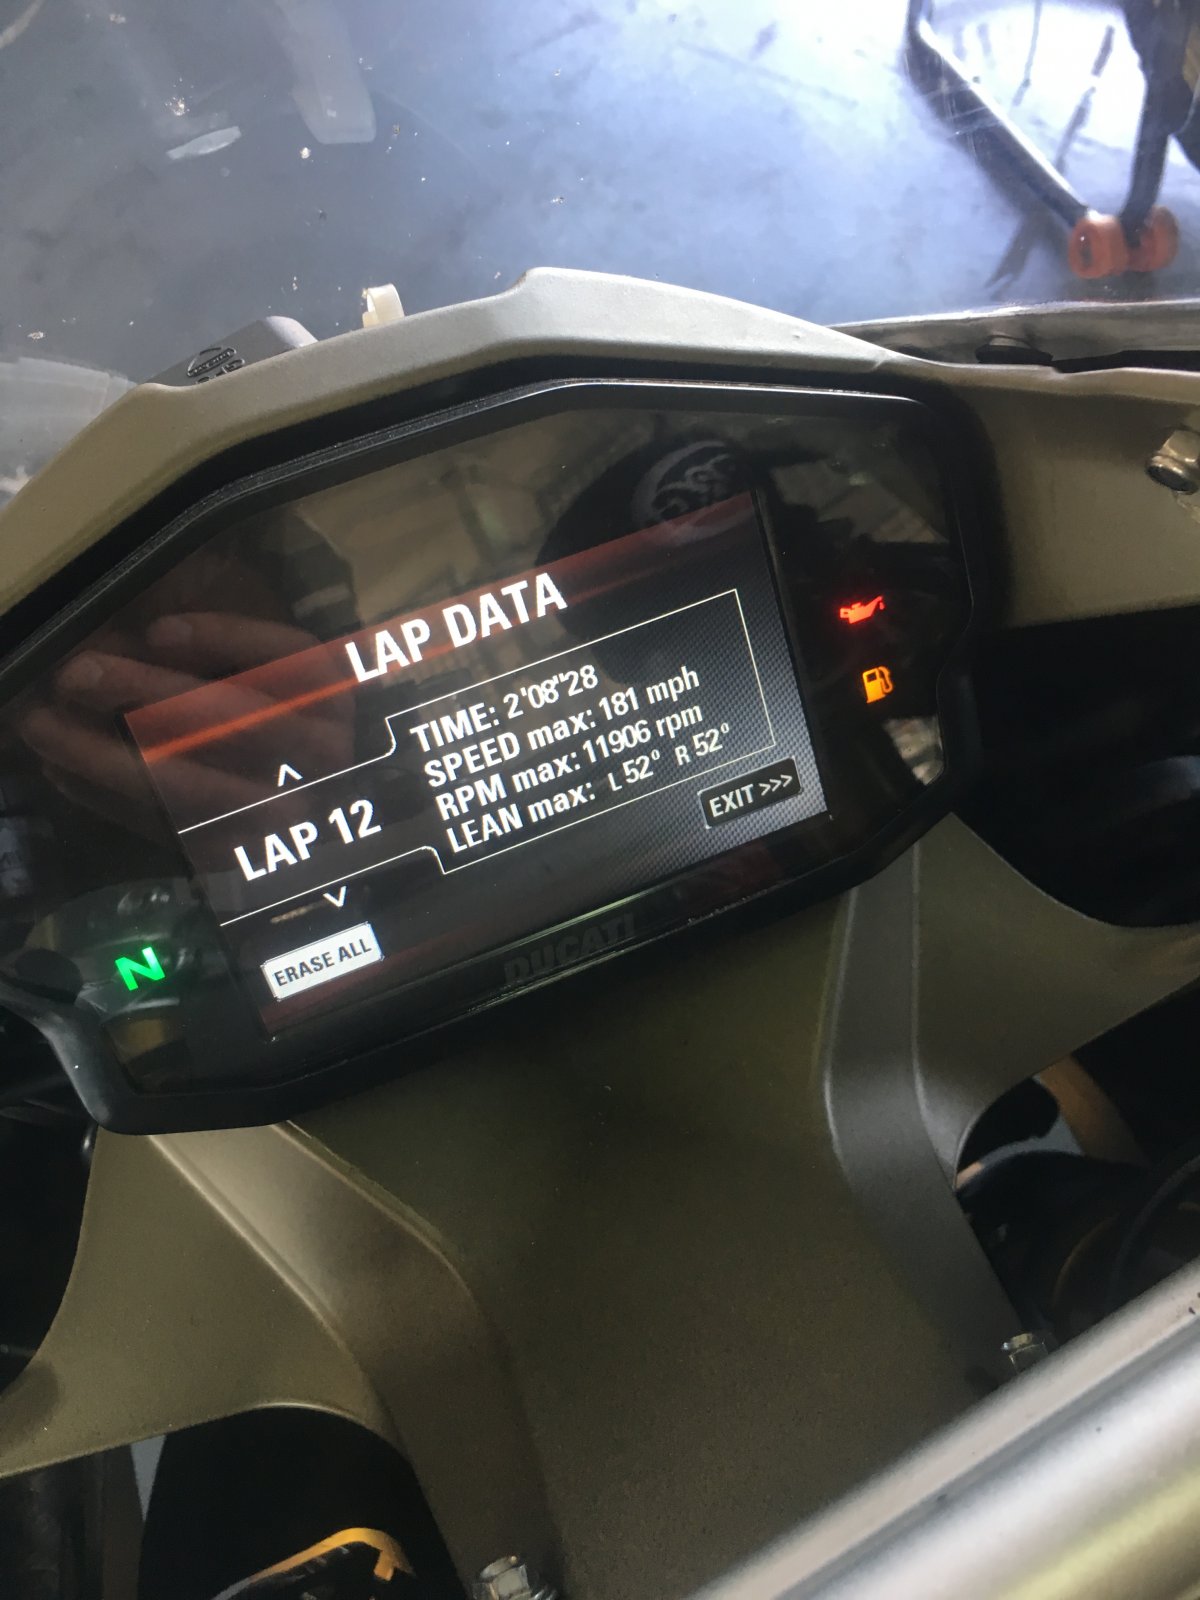 LAP DATA
TIME: 2'08"28
SPEED max: 181 mph
RPM max: 11906 rpm
LEAN max: L 52° R 52°
LAP 12
EXIT >>>
ERASE ALL
N
DUCATI